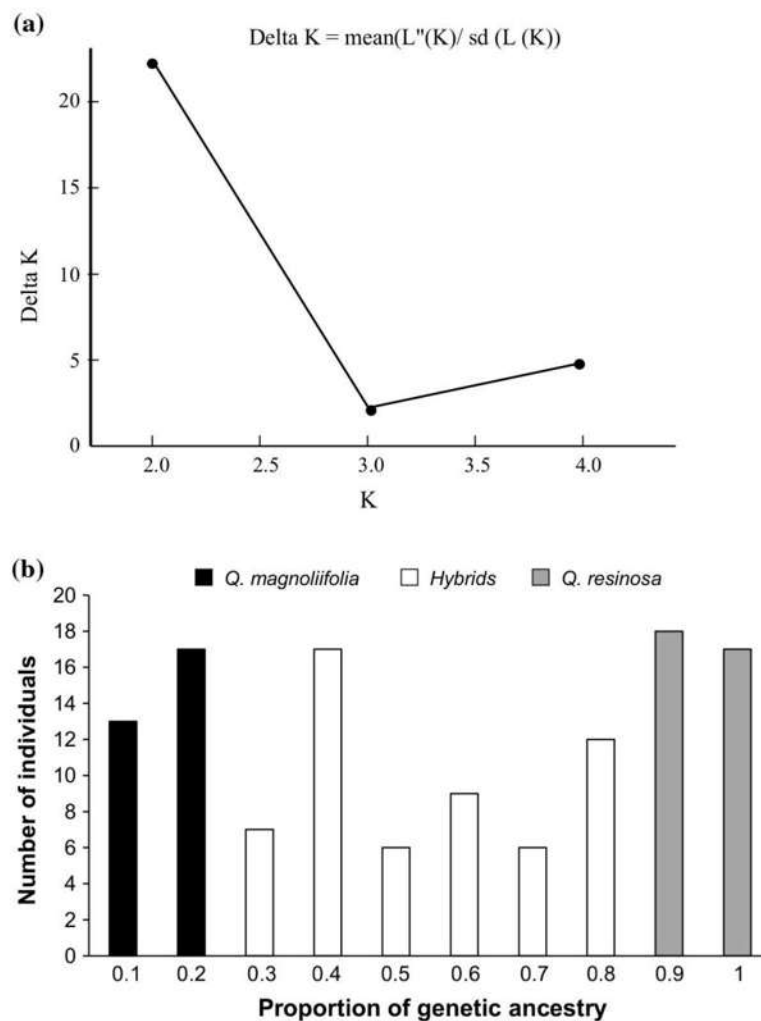 (a)
Delta K = mean(L"(K)/ sd (L (K))
20
15
10
5
0
Delta K
2.0 2.5 3.0 3.5 4.0
K
(b)
Q. magnoliifolia Hybrids Q. resinosa
20
18
16
14
12
10
8
6
4
2
0
Number of individuals
0.1 0.2 0.3 0.4 0.5 0.6 0.7 0.8 0.9 1
Proportion of genetic ancestry